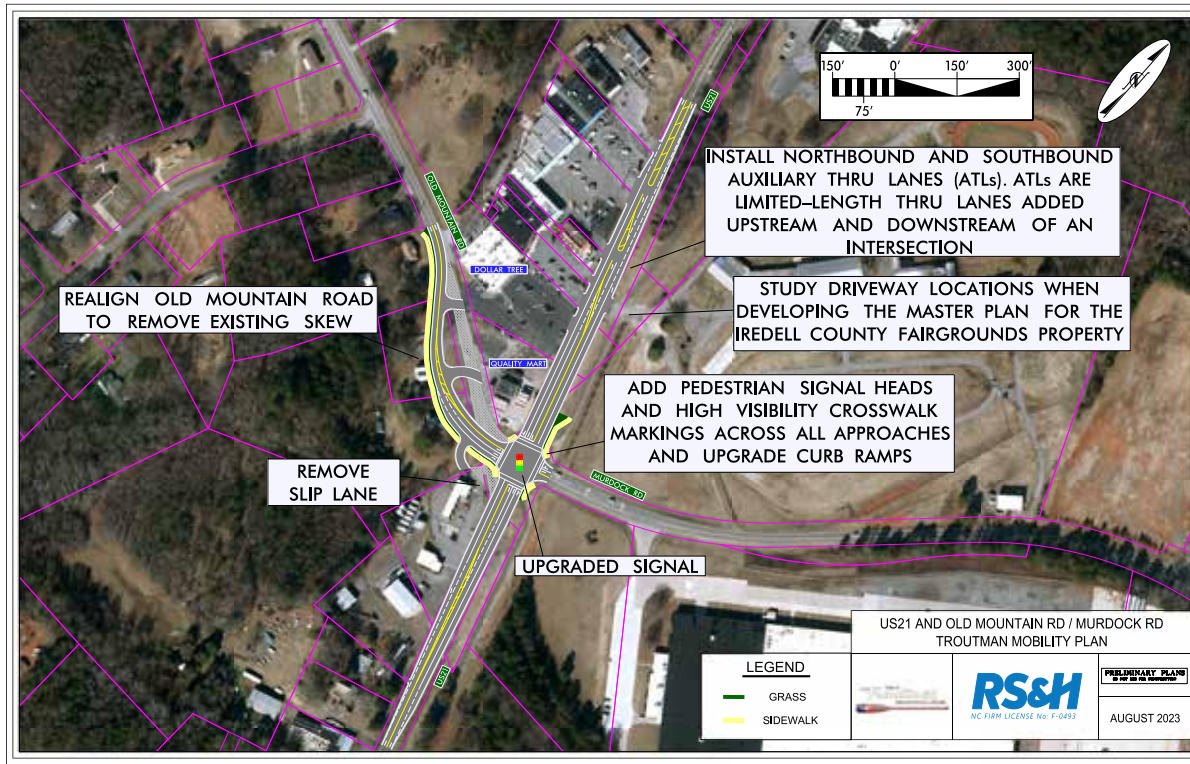 150'
0'
150'
300'
75'
N
US21
INSTALL NORTHBOUND AND SOUTHBOUND
AUXILIARY THRU LANES (ATLs). ATLs ARE
LIMITED–LENGTH THRU LANES ADDED
UPSTREAM AND DOWNSTREAM OF AN
INTERSECTION
OLD MOUNTAIN RD
DOLLAR TREE
STUDY DRIVEWAY LOCATIONS WHEN
DEVELOPING THE MASTER PLAN FOR THE
IREDELL COUNTY FAIRGROUNDS PROPERTY
REALIGN OLD MOUNTAIN ROAD
TO REMOVE EXISTING SKEW
QUALITY MART
ADD PEDESTRIAN SIGNAL HEADS
AND HIGH VISIBILITY CROSSWALK
MARKINGS ACROSS ALL APPROACHES
AND UPGRADE CURB RAMPS
REMOVE
SLIP LANE
MURDOCK RD
UPGRADED SIGNAL
US21
US21 AND OLD MOUNTAIN RD / MURDOCK RD
TROUTMAN MOBILITY PLAN
LEGEND
GRASS
SIDEWALK
RS&H
NC FIRM LICENSE No: F-0493
PRELIMINARY PLANS
DO NOT USE FOR CONSTRUCTION
AUGUST 2023